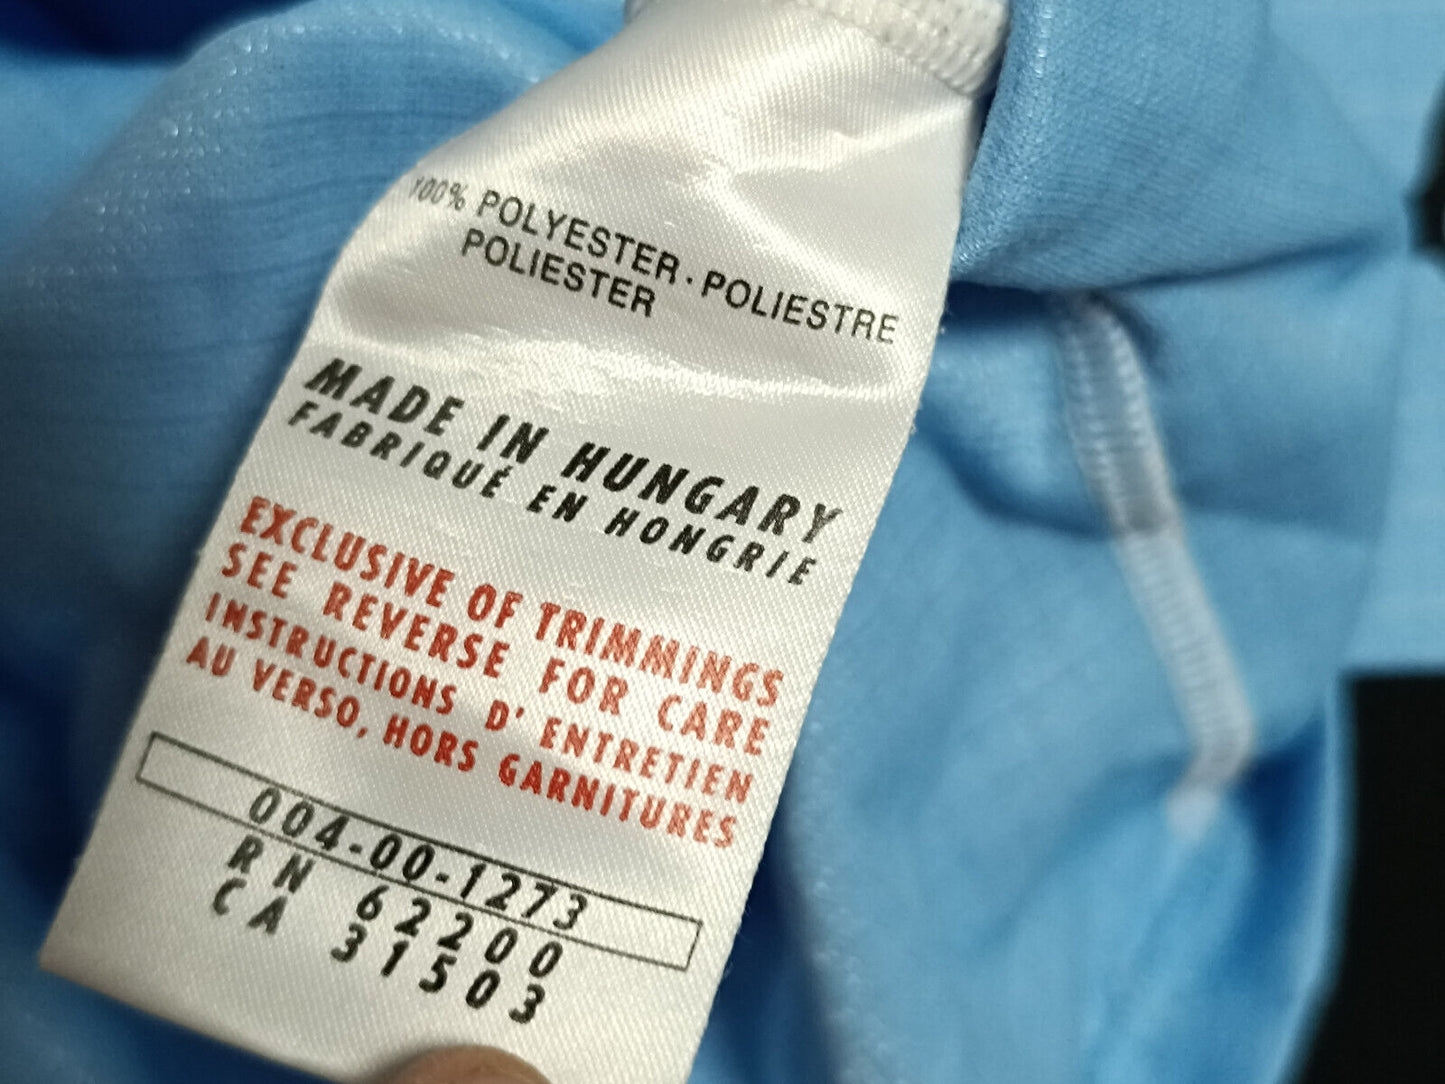 100% POLYESTER · POLIESTRE
POLIESTER
MADE IN HUNGARY
FABRIQUÉ EN HONGRIE
EXCLUSIVE OF TRIMMINGS
SEE REVERSE FOR CARE
INSTRUCTIONS D' ENTRETIEN
AU VERSO, HORS GARNITURES
004-00-1273
RN 62200
CA 31503